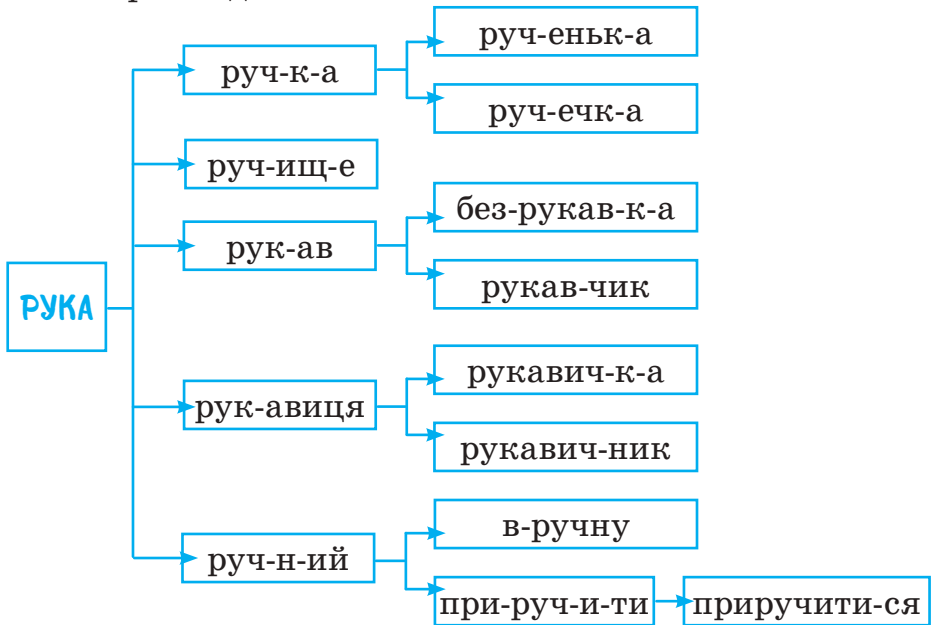 руч-еньк-а
руч-к-а
руч-ечк-а
руч-ищ-е
без-рукав-к-а
рук-ав
рукав-чик
РУКА
рукавич-к-а
рук-авиця
рукавич-ник
в-ручну
руч-н-ий
при-руч-и-ти
приручити-ся